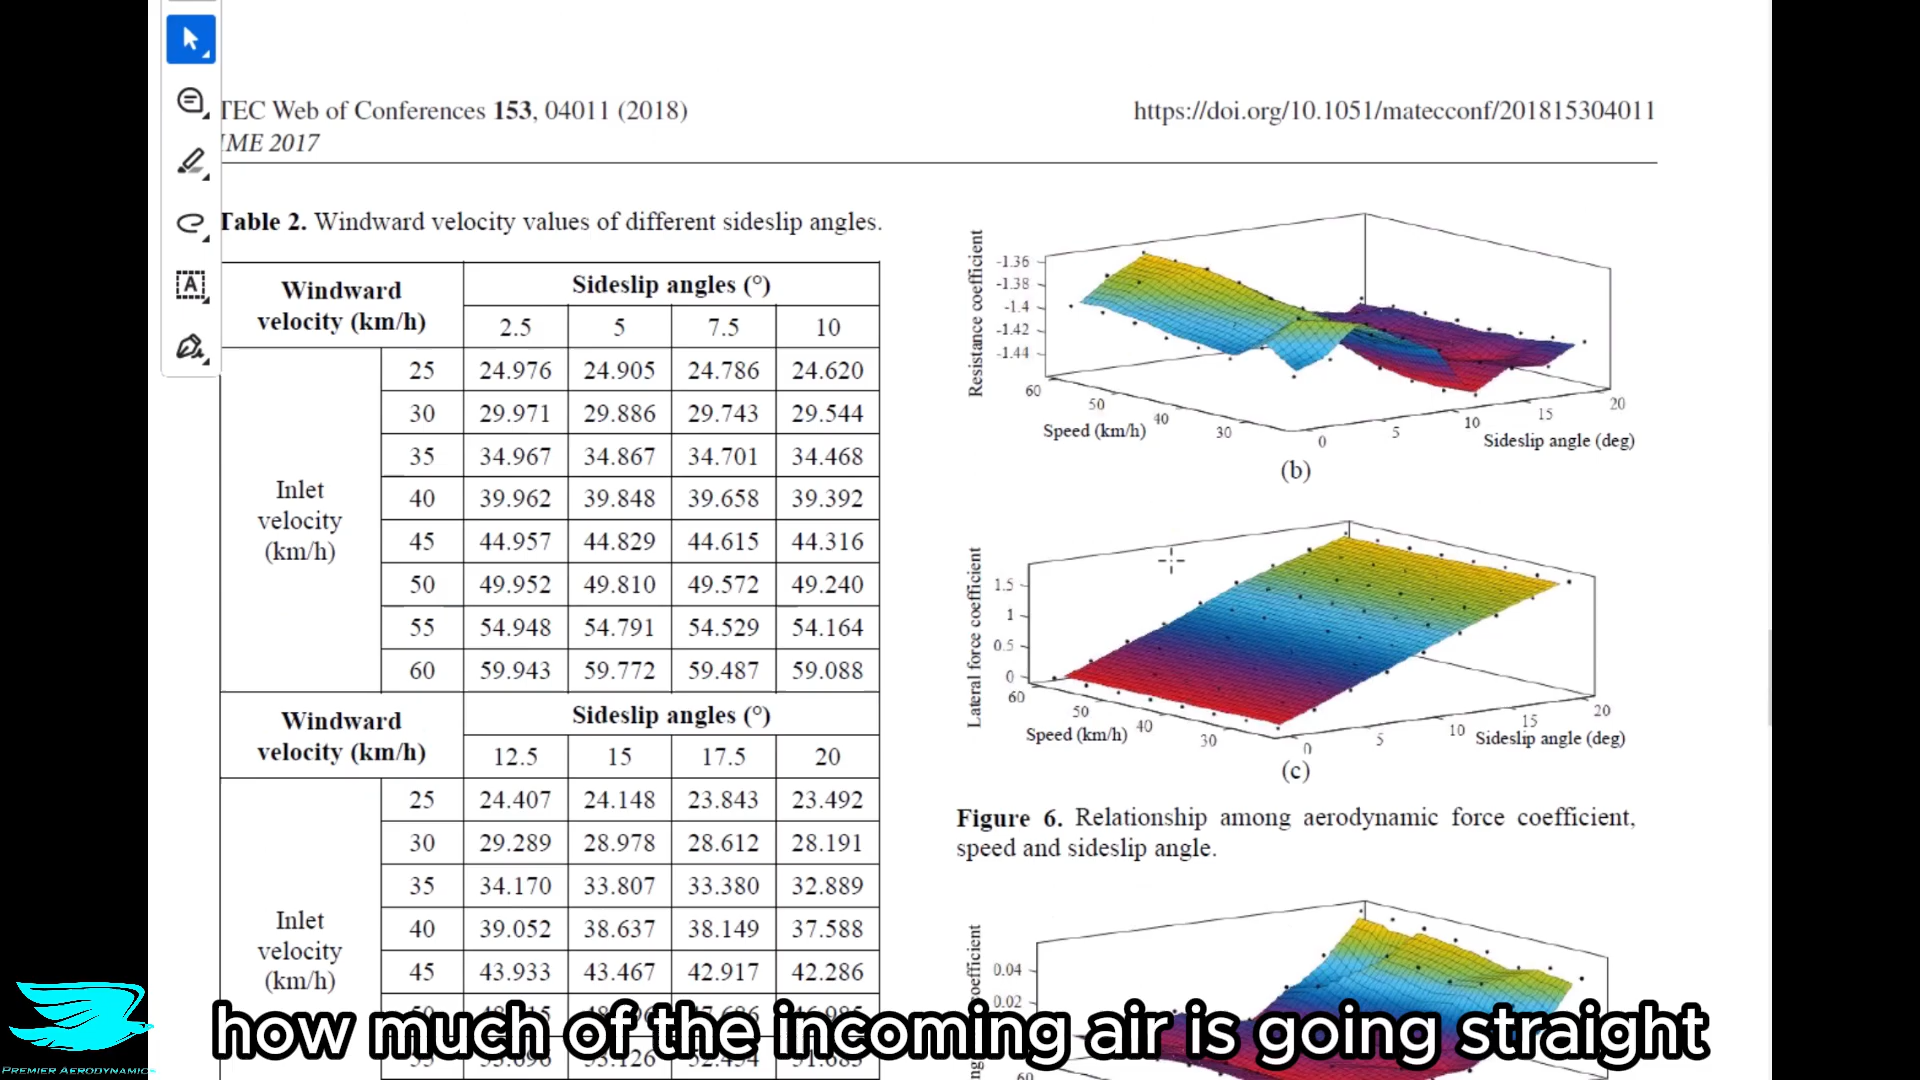 TEC Web of Conferences 153, 04011 (2018)
https://doi.org/10.1051/matecconf/201815304011
IME 2017
Table 2. Windward velocity values of different sideslip angles.
Windward velocity (km/h)
Sideslip angles (°)
2.5 5 7.5 10
Inlet velocity (km/h)
25 24.976 24.905 24.786 24.620
30 29.971 29.886 29.743 29.544
35 34.967 34.867 34.701 34.468
40 39.962 39.848 39.658 39.392
45 44.957 44.829 44.615 44.316
50 49.952 49.810 49.572 49.240
55 54.948 54.791 54.529 54.164
60 59.943 59.772 59.487 59.088
Windward velocity (km/h)
Sideslip angles (°)
12.5 15 17.5 20
Inlet velocity (km/h)
25 24.407 24.148 23.843 23.492
30 29.289 28.978 28.612 28.191
35 34.170 33.807 33.380 32.889
40 39.052 38.637 38.149 37.588
45 43.933 43.467 42.917 42.286
Resistance coefficient
-1.36
-1.38
-1.4
-1.42
-1.44
60 50 40 30
Speed (km/h)
0 5 10 15 20
Sideslip angle (deg)
(b)
Lateral force coefficient
1.5
1
0.5
0
60 50 40 30
Speed (km/h)
0 5 10 15 20
Sideslip angle (deg)
(c)
Figure 6. Relationship among aerodynamic force coefficient,
speed and sideslip angle.
0.04
0.02
60
how much of the incoming air is going straight
PREMIER AERODYNAMICS
A